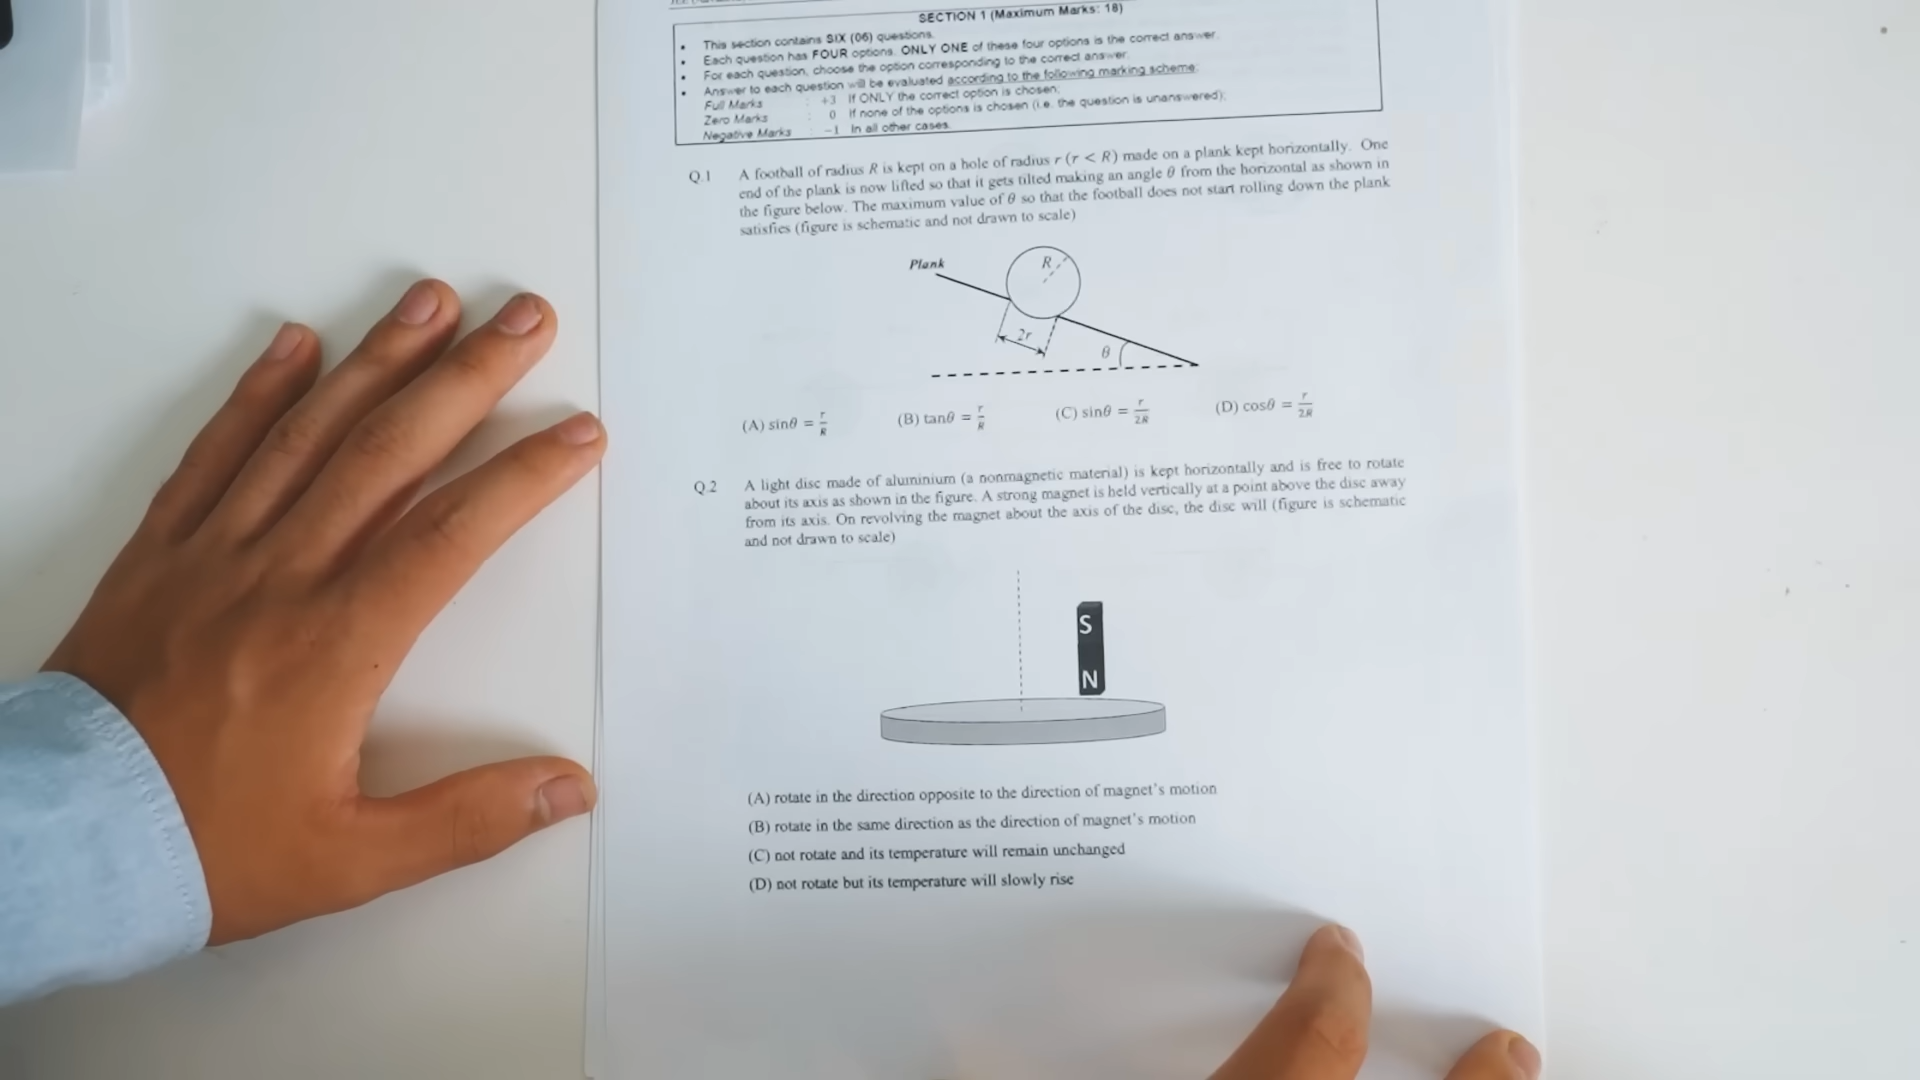 SECTION 1 (Maximum Marks: 18)
• This section contains SIX (06) questions.
• Each question has FOUR options. ONLY ONE of these four options is the correct answer.
• For each question, choose the option corresponding to the correct answer.
• Answer to each question will be evaluated according to the following marking scheme:
Full Marks : +3 If ONLY the correct option is chosen;
Zero Marks : 0 If none of the options is chosen (i.e. the question is unanswered);
Negative Marks : −1 In all other cases.
Q.1 A football of radius R is kept on a hole of radius r (r < R) made on a plank kept horizontally. One
end of the plank is now lifted so that it gets tilted making an angle θ from the horizontal as shown in
the figure below. The maximum value of θ so that the football does not start rolling down the plank
satisfies (figure is schematic and not drawn to scale)
Plank
R
2r
θ
(A) sinθ = r/R (B) tanθ = r/R (C) sinθ = r/2R (D) cosθ = r/2R
Q.2 A light disc made of aluminium (a nonmagnetic material) is kept horizontally and is free to rotate
about its axis as shown in the figure. A strong magnet is held vertically at a point above the disc away
from its axis. On revolving the magnet about the axis of the disc, the disc will (figure is schematic
and not drawn to scale)
S
N
(A) rotate in the direction opposite to the direction of magnet's motion
(B) rotate in the same direction as the direction of magnet's motion
(C) not rotate and its temperature will remain unchanged
(D) not rotate but its temperature will slowly rise